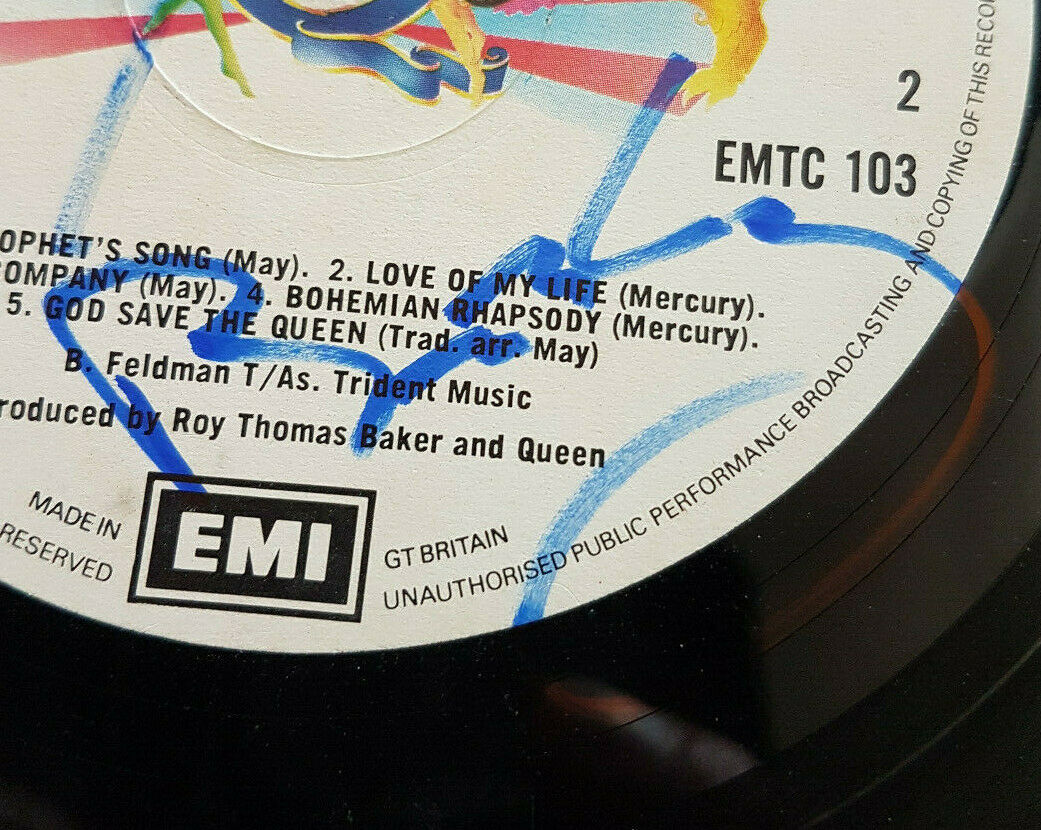 2
EMTC 103
OPHET'S SONG (May). 2. LOVE OF MY LIFE (Mercury).
OMPANY (May). 4. BOHEMIAN RHAPSODY (Mercury).
5. GOD SAVE THE QUEEN (Trad. arr. May)
B. Feldman T/As. Trident Music
roduced by Roy Thomas Baker and Queen
MADE IN
EMI
GT BRITAIN
RESERVED
UNAUTHORISED PUBLIC PERFORMANCE BROADCASTING AND COPYING OF THIS RECO